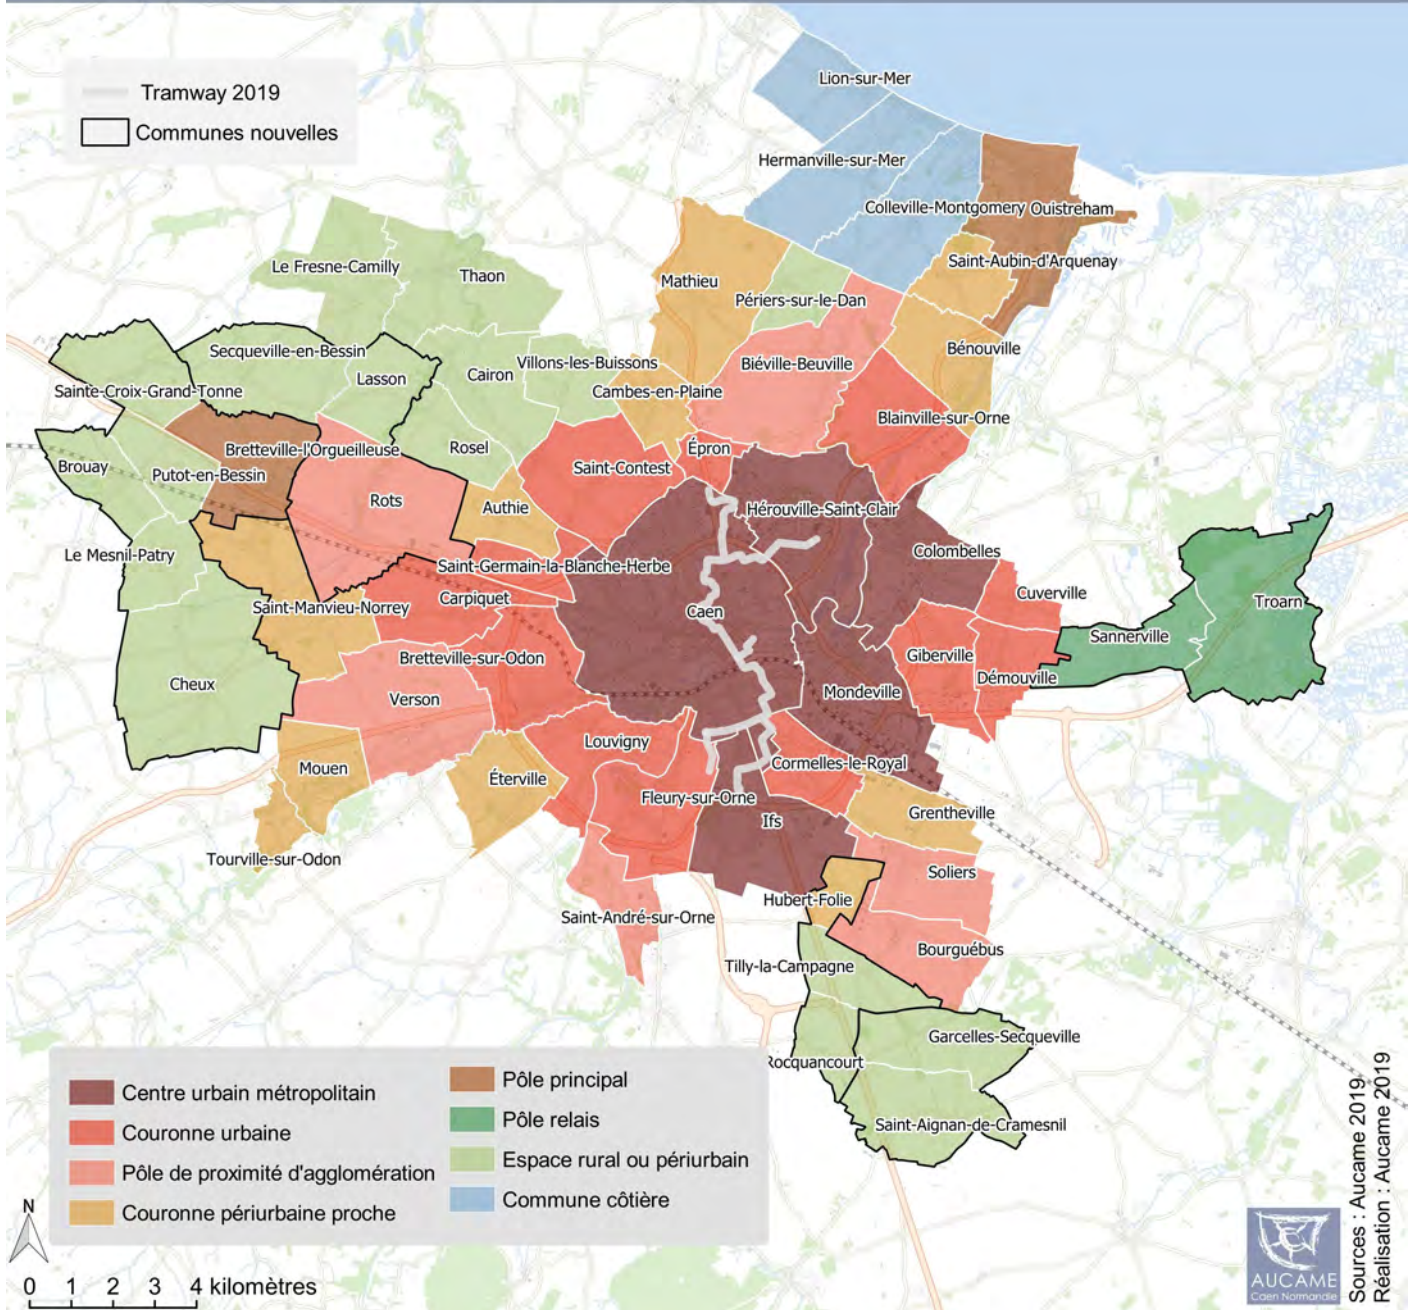 Tramway 2019
Communes nouvelles
Lion-sur-Mer
Hermanville-sur-Mer
Colleville-Montgomery
Ouistreham
Saint-Aubin-d'Arquenay
Le Fresne-Camilly
Thaon
Mathieu
Périers-sur-le-Dan
Bénouville
Secqueville-en-Bessin
Lasson
Cairon
Villons-les-Buissons
Biéville-Beuville
Sainte-Croix-Grand-Tonne
Cambes-en-Plaine
Blainville-sur-Orne
Bretteville-l'Orgueilleuse
Rosel
Épron
Brouay
Putot-en-Bessin
Saint-Contest
Rots
Authie
Hérouville-Saint-Clair
Le Mesnil-Patry
Saint-Germain-la-Blanche-Herbe
Colombelles
Cuverville
Troarn
Saint-Manvieu-Norrey
Carpiquet
Caen
Sannerville
Bretteville-sur-Odon
Giberville
Démouville
Cheux
Verson
Mondeville
Louvigny
Mouen
Éterville
Cormelles-le-Royal
Fleury-sur-Orne
Ifs
Grentheville
Tourville-sur-Odon
Soliers
Hubert-Folie
Saint-André-sur-Orne
Bourguébus
Tilly-la-Campagne
Garcelles-Secqueville
Rocquancourt
Saint-Aignan-de-Cramesnil
Centre urbain métropolitain
Couronne urbaine
Pôle de proximité d'agglomération
Couronne périurbaine proche
Pôle principal
Pôle relais
Espace rural ou périurbain
Commune côtière
N
0 1 2 3 4 kilomètres
AUCAME
Caen Normandie
Sources : Aucame 2019
Réalisation : Aucame 2019